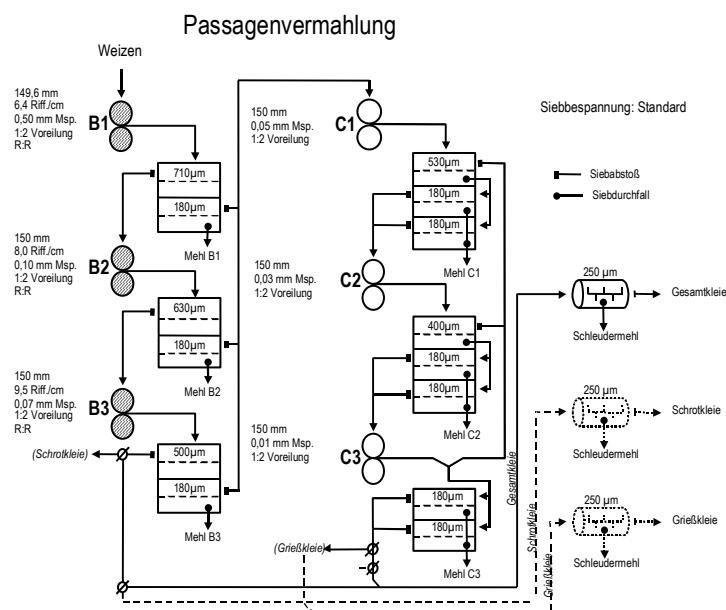 Passagenvermahlung
Weizen
149,6 mm
6,4 Riff./cm
0,50 mm Msp.
1:2 Voreilung
R:R
B1
710µm
180µm
Mehl B1
150 mm
8,0 Riff./cm
0,10 mm Msp.
1:2 Voreilung
R:R
B2
630µm
180µm
Mehl B2
150 mm
9,5 Riff./cm
0,07 mm Msp.
1:2 Voreilung
R:R
B3
(Schrotkleie)
500µm
180µm
Mehl B3
150 mm
0,05 mm Msp.
1:2 Voreilung
C1
530µm
180µm
180µm
Mehl C1
150 mm
0,03 mm Msp.
1:2 Voreilung
C2
400µm
180µm
180µm
Mehl C2
150 mm
0,01 mm Msp.
1:2 Voreilung
C3
180µm
180µm
(Grießkleie)
Mehl C3
Gesamtkleie
Schrotkleie
Grießkleie
Siebbespannung: Standard
Siebabstoß
Siebdurchfall
250 µm
Gesamtkleie
Schleudermehl
250 µm
Schrotkleie
Schleudermehl
250 µm
Grießkleie
Schleudermehl